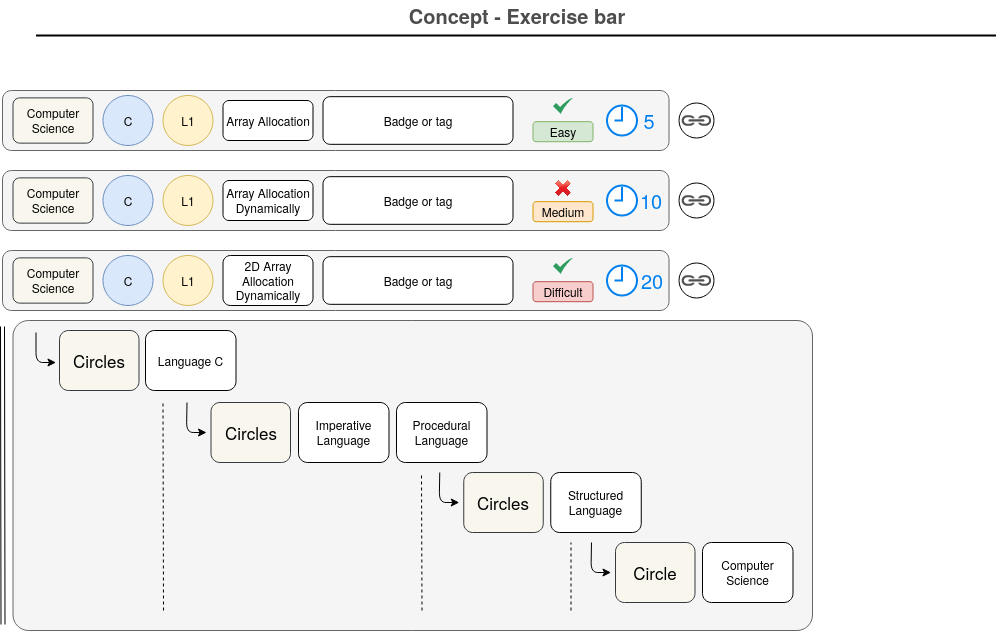 Concept - Exercise bar
Computer
Science
C
L1
Array Allocation
Badge or tag
Easy
5
Computer
Science
C
L1
Array Allocation
Dynamically
Badge or tag
Medium
10
Computer
Science
C
L1
2D Array
Allocation
Dynamically
Badge or tag
Difficult
20
Circles
Language C
Circles
Imperative
Language
Procedural
Language
Circles
Structured
Language
Circle
Computer
Science